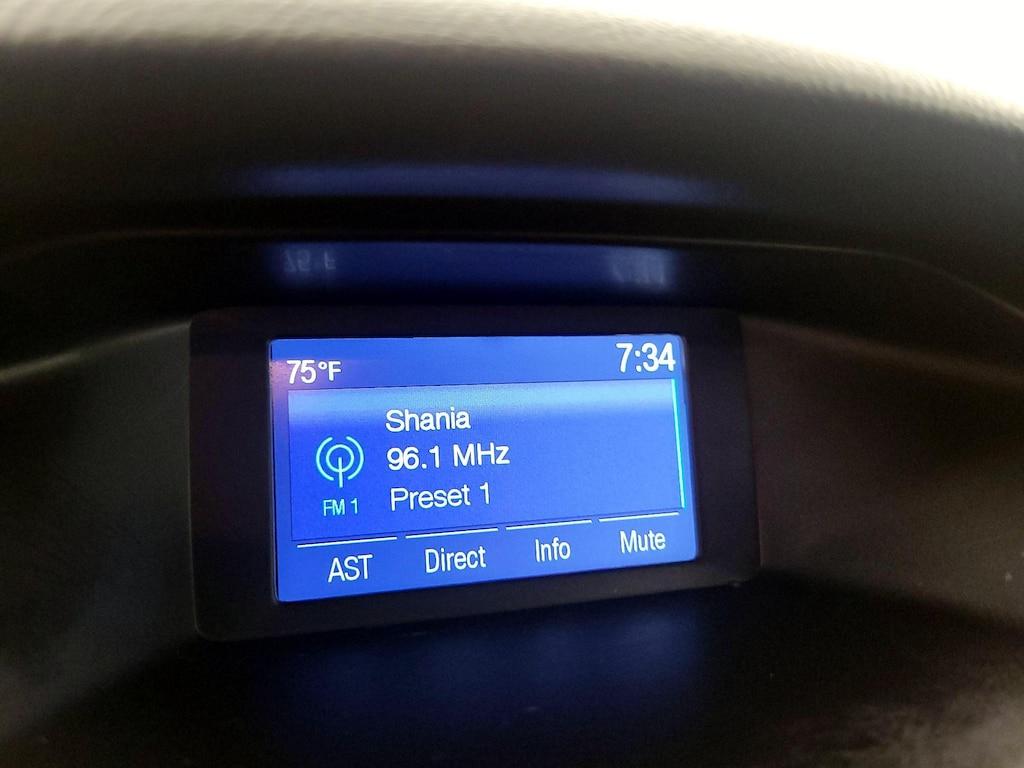 75°F 7:34
Shania
96.1 MHz
Preset 1
FM 1
AST Direct Info Mute